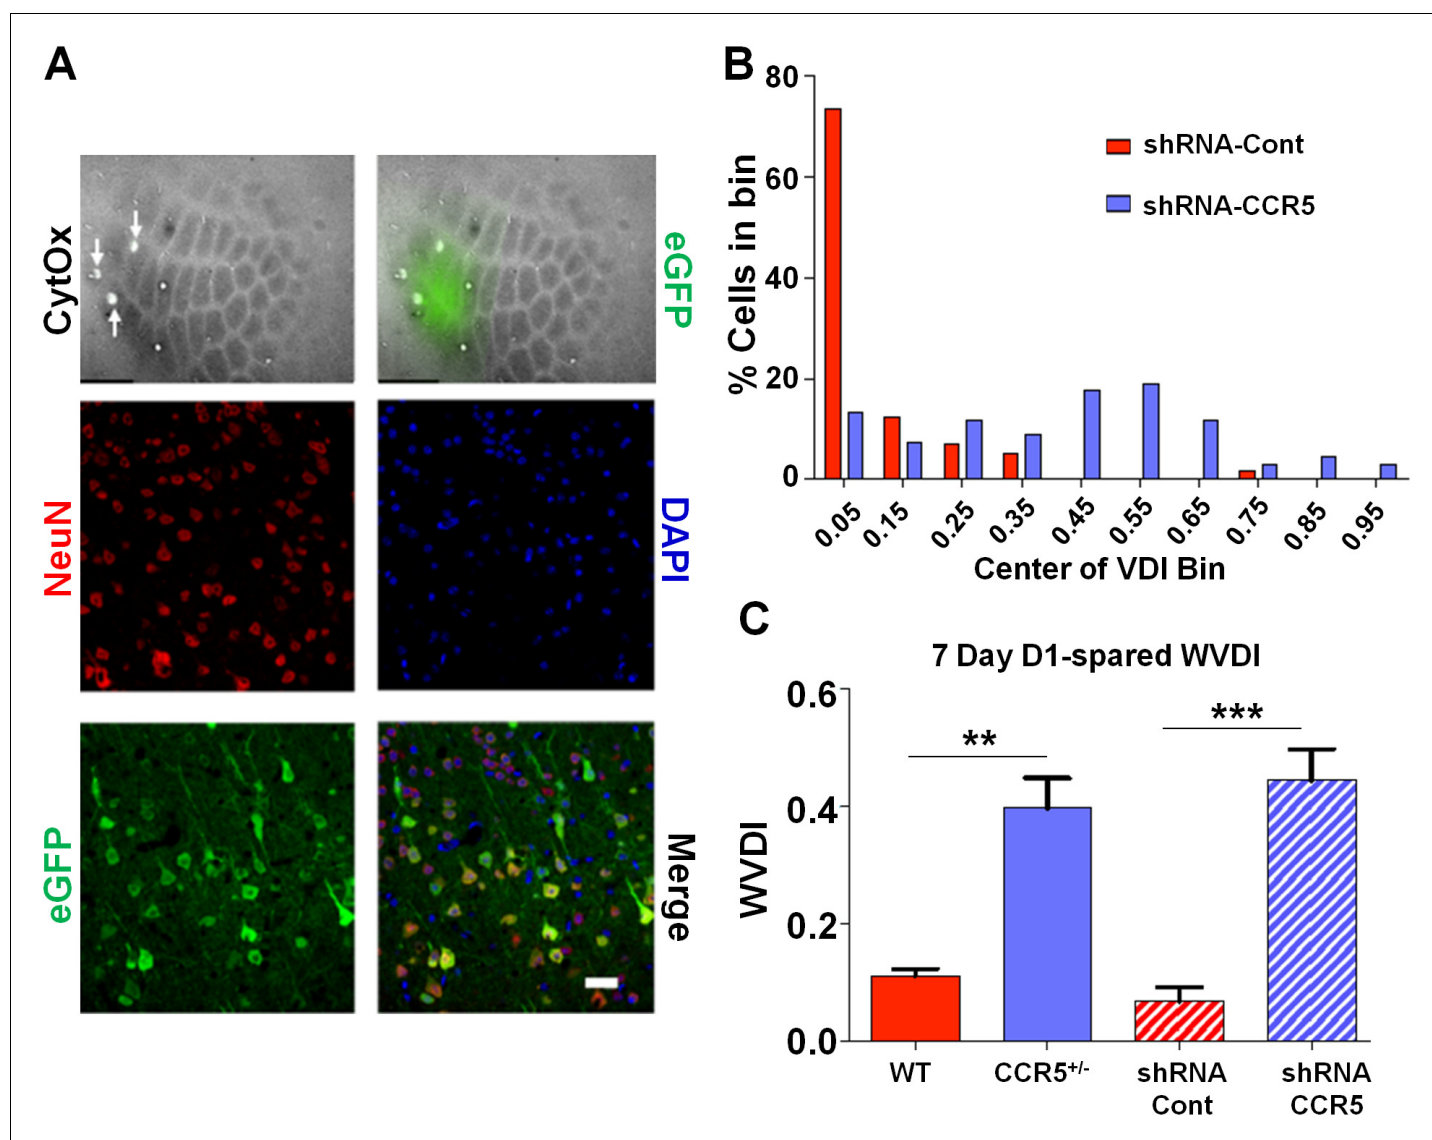 A
CytOx
eGFP
NeuN
DAPI
eGFP
Merge
B
80
60
40
20
0
% Cells in bin
shRNA-Cont
shRNA-CCR5
0.05 0.15 0.25 0.35 0.45 0.55 0.65 0.75 0.85 0.95
Center of VDI Bin
C
7 Day D1-spared WVDI
0.6
0.4
0.2
0.0
WVDI
**
***
WT CCR5+/- shRNA shRNA
Cont CCR5